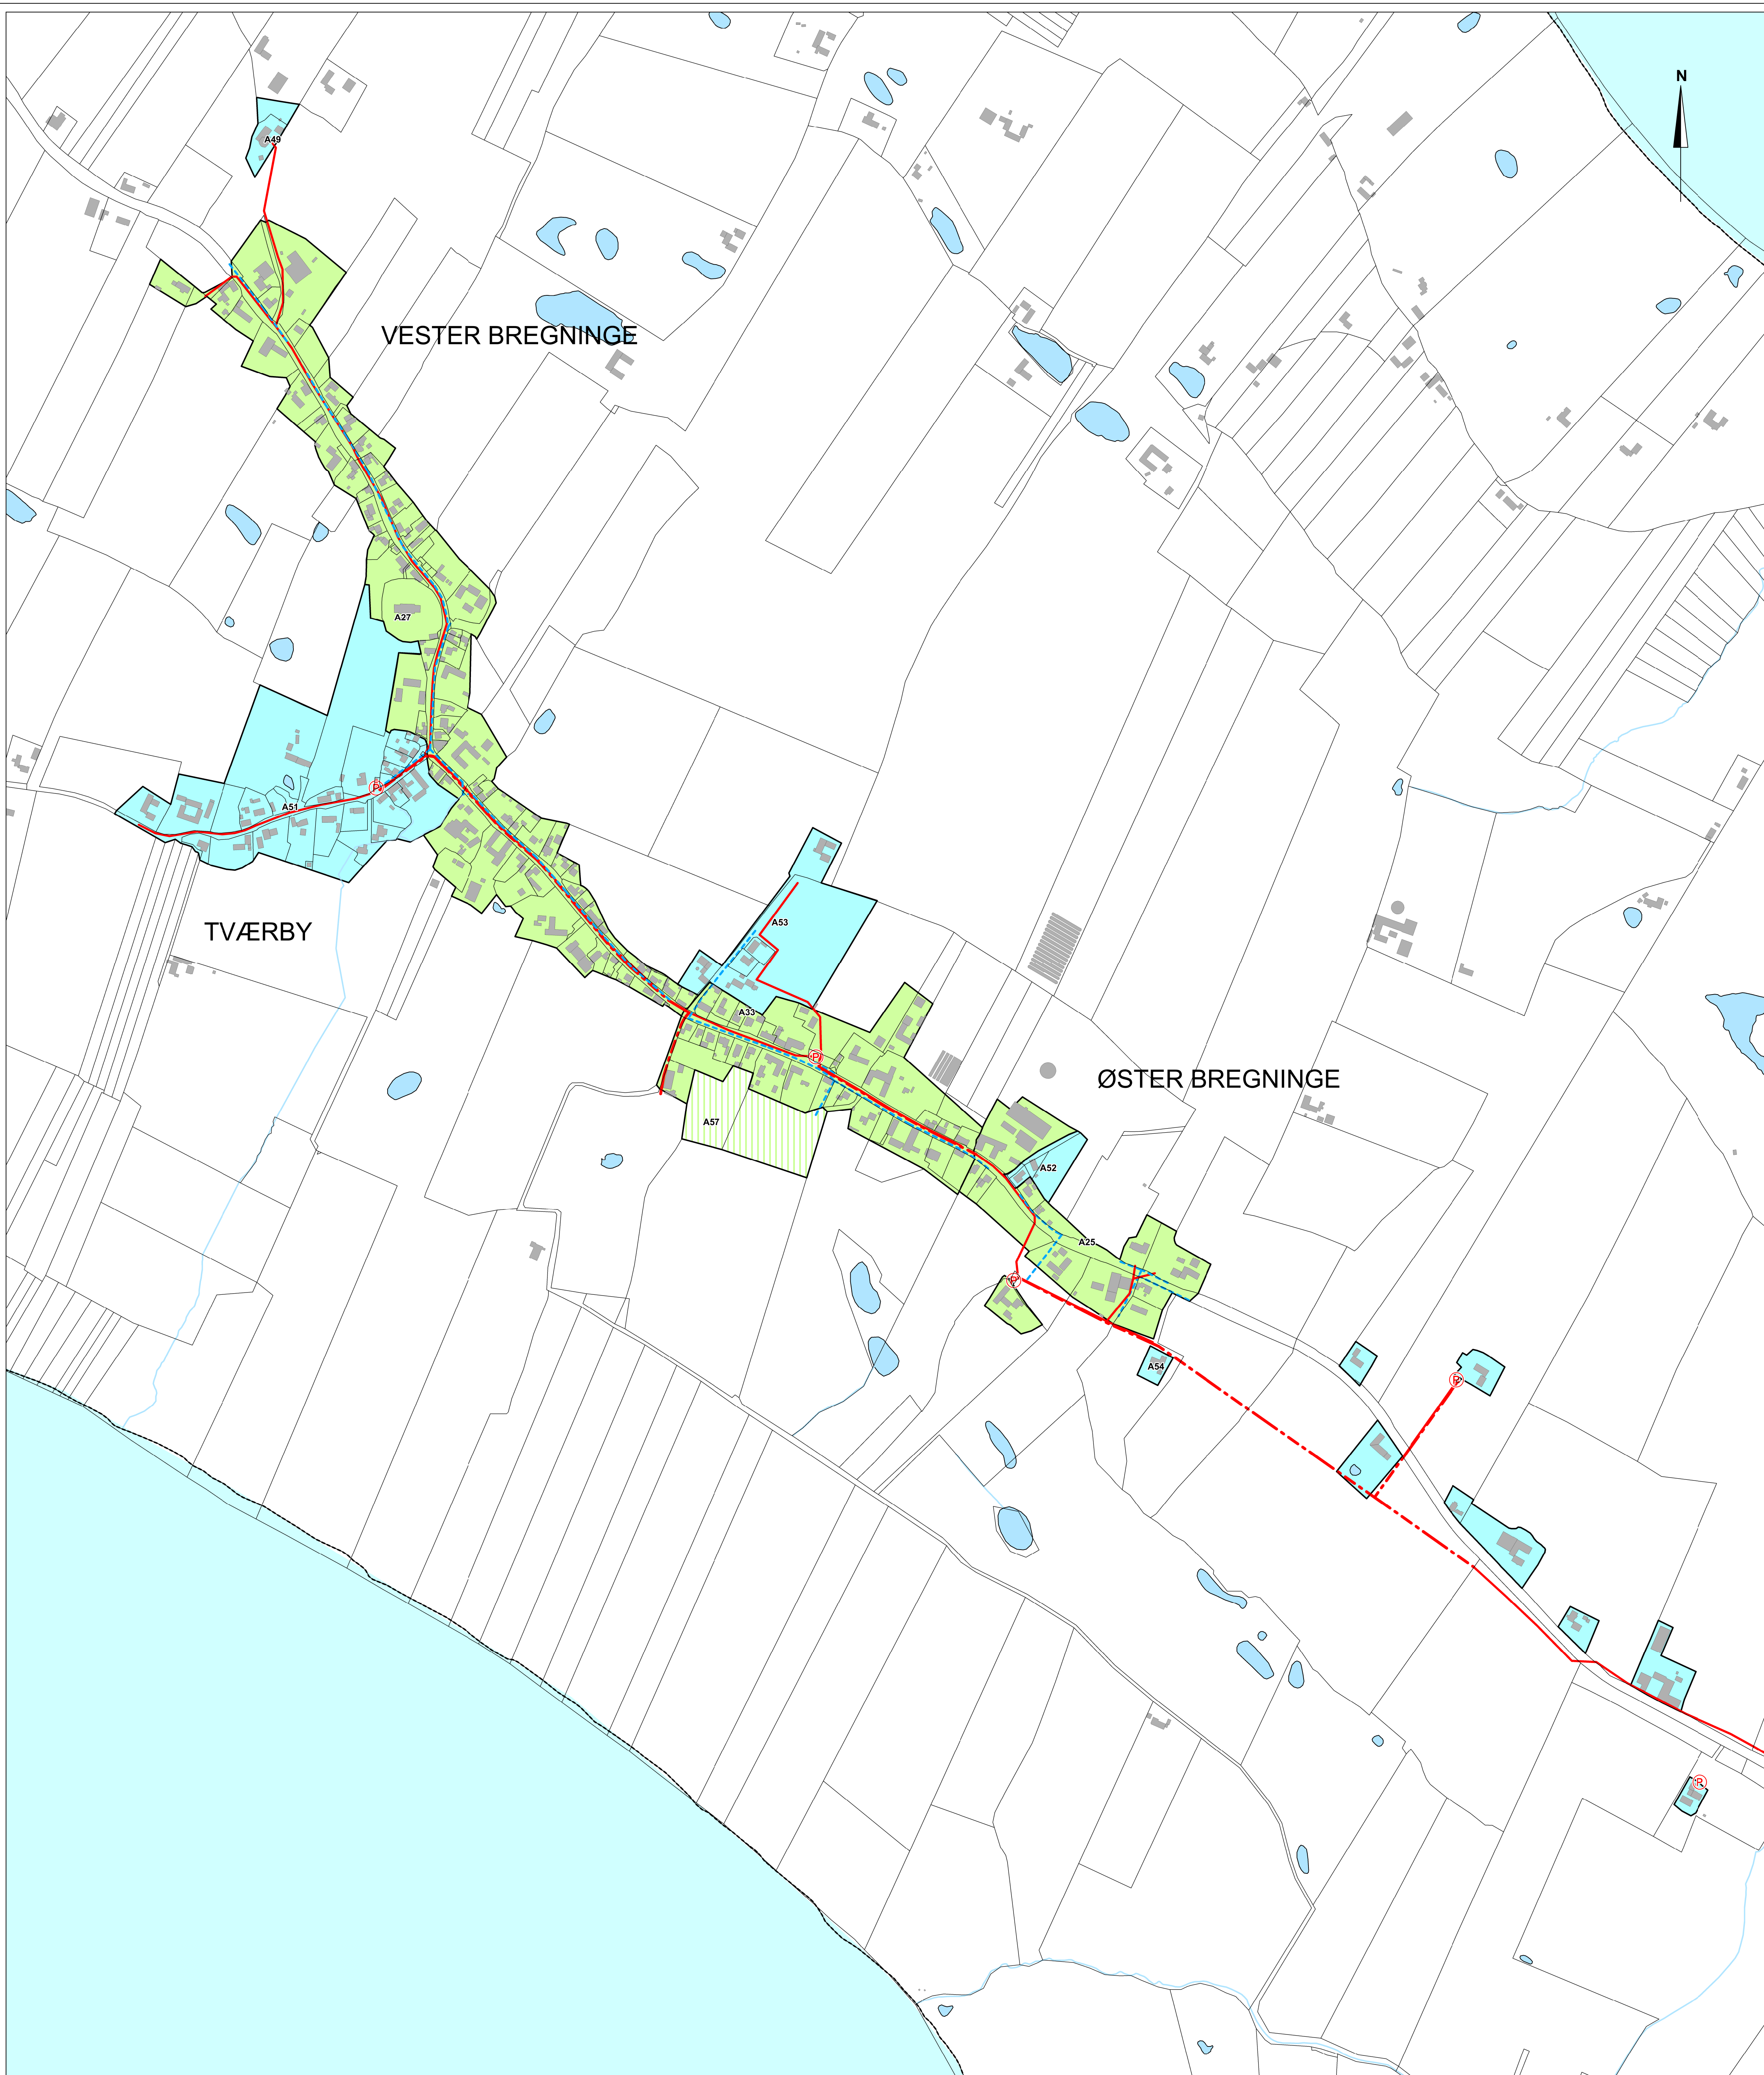 N
A49
VESTER BREGNINGE
A27
A51
P
TVÆRBY
A53
A33
P
ØSTER BREGNINGE
A57
A52
A25
P
A54
P
P